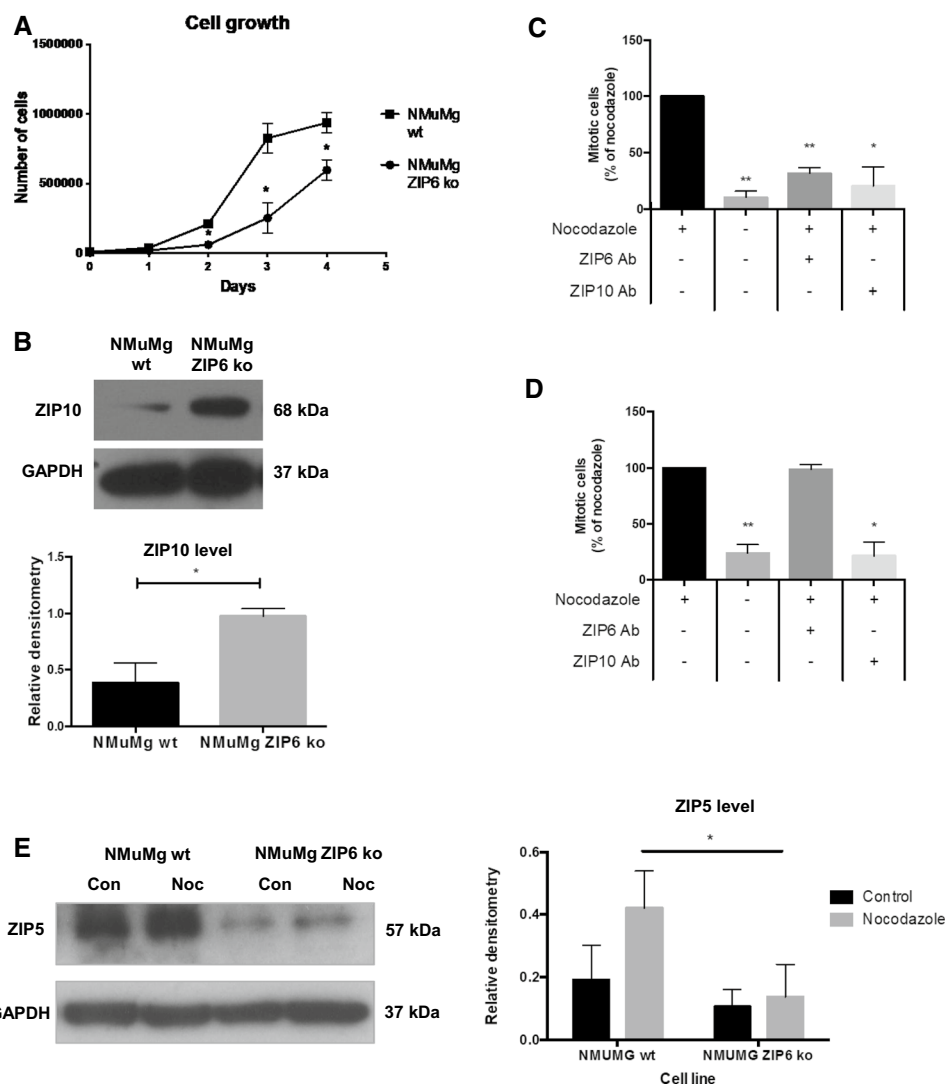 A
Cell growth
1500000
1000000
500000
0
Number of cells
0 1 2 3 4 5
Days
* * *
NMuMg
wt
NMuMg
ZIP6 ko
B
NMuMg
wt
NMuMg
ZIP6 ko
ZIP10
68 kDa
GAPDH
37 kDa
ZIP10 level
*
1.5
1.0
0.5
0.0
Relative densitometry
NMuMg wt NMuMg ZIP6 ko
C
150
100
50
0
Mitotic cells
(% of nocodazole)
** ** *
Nocodazole + - + +
ZIP6 Ab - - + -
ZIP10 Ab - - - +
D
150
100
50
0
Mitotic cells
(% of nocodazole)
** *
Nocodazole + - + +
ZIP6 Ab - - + -
ZIP10 Ab - - - +
E
NMuMg wt NMuMg ZIP6 ko
Con Noc Con Noc
ZIP5
57 kDa
GAPDH
37 kDa
ZIP5 level
*
0.6
0.4
0.2
0.0
Relative densitometry
NMUMG wt NMUMG ZIP6 ko
Cell line
Control
Nocodazole